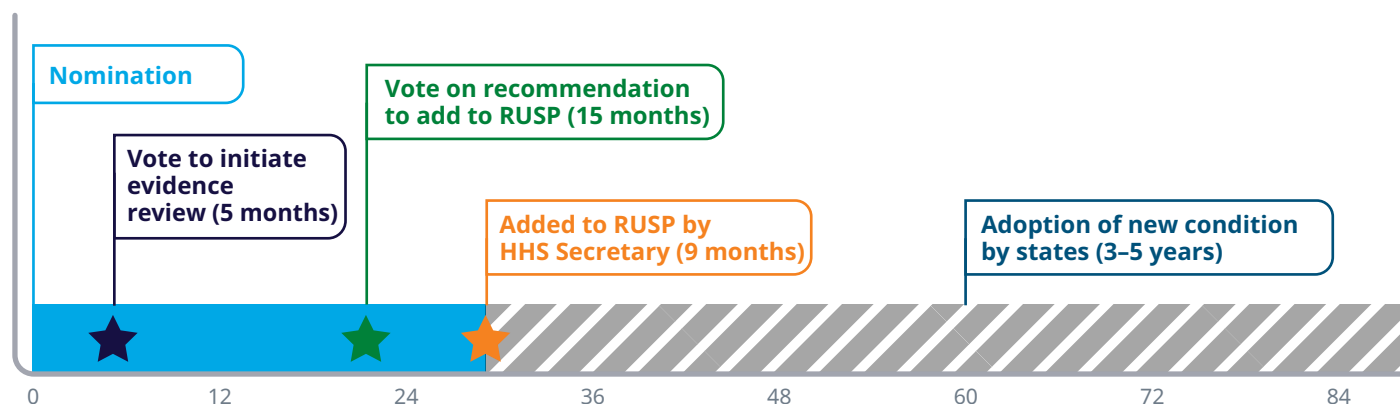 Nomination
Vote to initiate
evidence
review (5 months)
Vote on recommendation
to add to RUSP (15 months)
Added to RUSP by
HHS Secretary (9 months)
Adoption of new condition
by states (3–5 years)
0 12 24 36 48 60 72 84